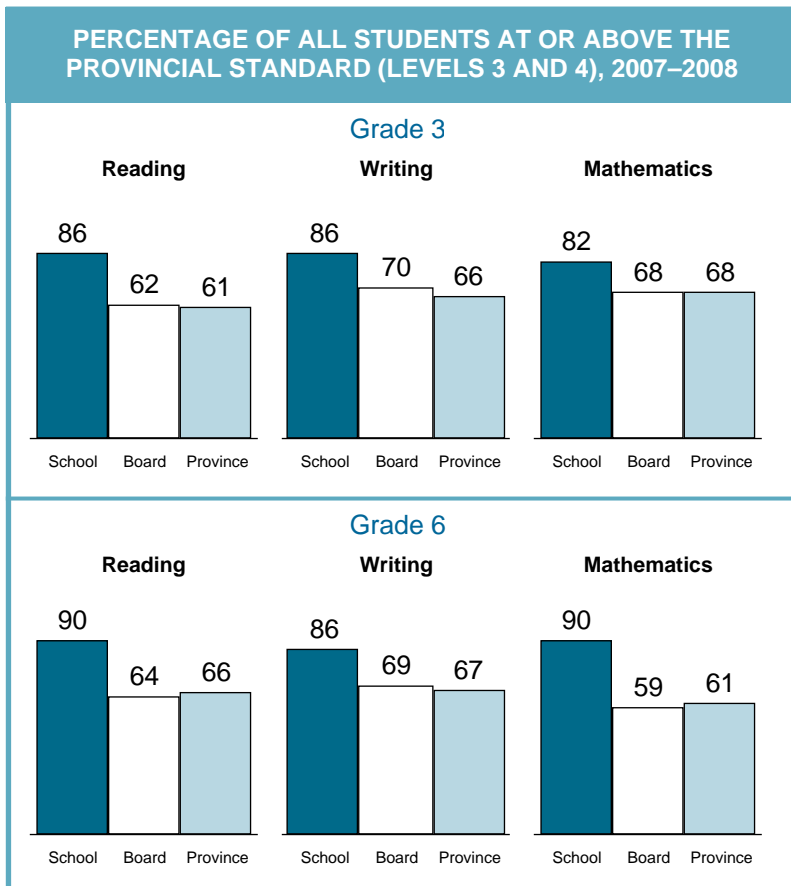 PERCENTAGE OF ALL STUDENTS AT OR ABOVE THE
PROVINCIAL STANDARD (LEVELS 3 AND 4), 2007–2008
Grade 3
Reading Writing Mathematics
86 62 61 86 70 66 82 68 68
School Board Province School Board Province School Board Province
Grade 6
Reading Writing Mathematics
90 64 66 86 69 67 90 59 61
School Board Province School Board Province School Board Province